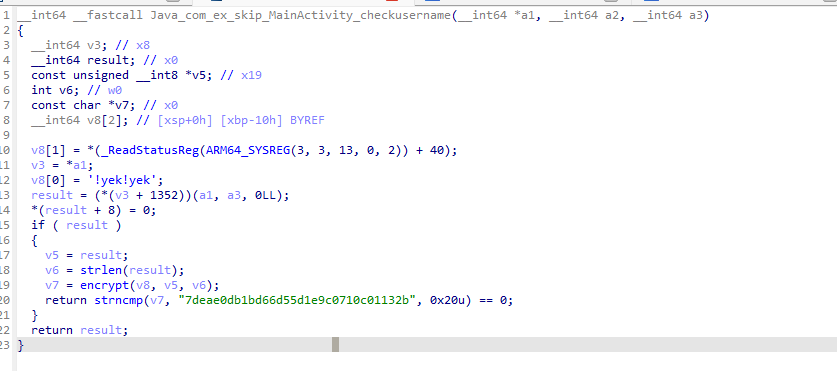 1 __int64 __fastcall Java_com_ex_skip_MainActivity_checkusername(__int64 *a1, __int64 a2, __int64 a3)
2 {
3   __int64 v3; // x8
4   __int64 result; // x0
5   const unsigned __int8 *v5; // x19
6   int v6; // w0
7   const char *v7; // x0
8   __int64 v8[2]; // [xsp+0h] [xbp-10h] BYREF
9
10   v8[1] = *(_ReadStatusReg(ARM64_SYSREG(3, 3, 13, 0, 2)) + 40);
11   v3 = *a1;
12   v8[0] = '!yek!yek';
13   result = (*(v3 + 1352))(a1, a3, 0LL);
14   *(result + 8) = 0;
15   if ( result )
16   {
17     v5 = result;
18     v6 = strlen(result);
19     v7 = encrypt(v8, v5, v6);
20     return strncmp(v7, "7deae0db1bd66d55d1e9c0710c01132b", 0x20u) == 0;
21   }
22   return result;
23 }